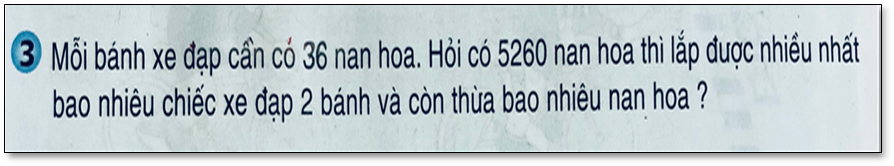 3 Mỗi bánh xe đạp cần có 36 nan hoa. Hỏi có 5260 nan hoa thì lắp được nhiều nhất
bao nhiêu chiếc xe đạp 2 bánh và còn thừa bao nhiêu nan hoa ?